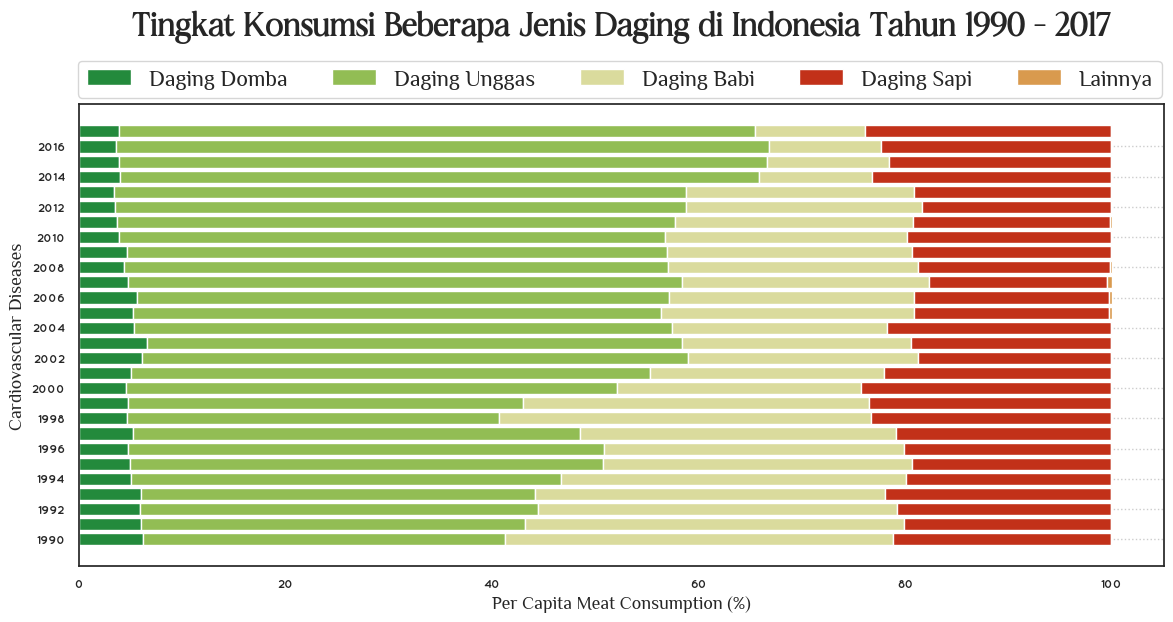 Tingkat Konsumsi Beberapa Jenis Daging di Indonesia Tahun 1990 - 2017
Daging Domba Daging Unggas Daging Babi Daging Sapi Lainnya
Cardiovascular Diseases
2016
2014
2012
2010
2008
2006
2004
2002
2000
1998
1996
1994
1992
1990
0 20 40 60 80 100
Per Capita Meat Consumption (%)